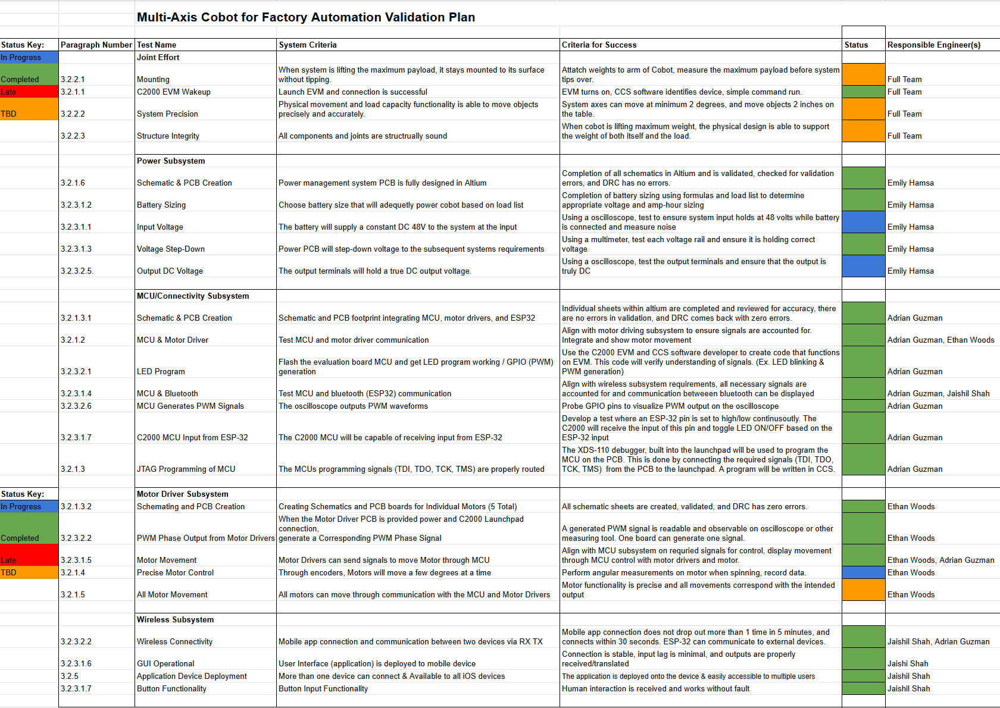 Multi-Axis Cobot for Factory Automation Validation Plan
Status Key: Paragraph Number Test Name System Criteria Criteria for Success Status Responsible Engineer(s)
In Progress Joint Effort
Completed 3.2.2.1 Mounting When system is lifting the maximum payload, it stays mounted to its surface
without tipping. Attatch weights to arm of Cobot, measure the maximum payload before system
tips over. Full Team
Late 3.2.1.1 C2000 EVM Wakeup Launch EVM and connection is successful EVM turns on, CCS software identifies device, simple command run. Full Team
TBD 3.2.2.2 System Precision Physical movement and load capacity functionality is able to move objects
precisely and accurately. System axes can move at minimum 2 degrees, and move objects 2 inches on
the table. Full Team
3.2.2.3 Structure Integrity All components and joints are structrually sound When cobot is lifting maximum weight, the physical design is able to support
the weight of both itself and the load. Full Team
Power Subsystem
3.2.1.6 Schematic & PCB Creation Power management system PCB is fully designed in Altium Completion of all schematics in Altium and is validated, checked for validation
errors, and DRC has no errors. Emily Hamsa
3.2.3.1.2 Battery Sizing Choose battery size that will adequetly power cobot based on load list Completion of battery sizing using formulas and load list to determine
appropriate voltage and amp-hour sizing Emily Hamsa
3.2.3.1.1 Input Voltage The battery will supply a constant DC 48V to the system at the input Using a oscilloscope, test to ensure system input holds at 48 volts while battery
is connected and measure noise Emily Hamsa
3.2.3.1.3 Voltage Step-Down Power PCB will step-down voltage to the subsequent systems requirements Using a multimeter, test each voltage rail and ensure it is holding correct
voltage Emily Hamsa
3.2.3.2.5. Output DC Voltage The output terminals will hold a true DC output voltage. Using a oscilloscope, test the output terminals and ensure that the output is
truly DC Emily Hamsa
MCU/Connectivity Subsystem
3.2.1.3.1 Schematic & PCB Creation Schematic and PCB footprint integrating MCU, motor drivers, and ESP32 Individual sheets within altium are completed and reviewed for accuracy, there
are no errors in validation, and DRC comes back with zero errors. Adrian Guzman
3.2.1.2 MCU & Motor Driver Test MCU and motor driver communication Align with motor driving subsystem to ensure signals are accounted for.
Integrate and show motor movement Adrian Guzman, Ethan Woods
3.2.3.2.1 LED Program Flash the evaluation board MCU and get LED program working / GPIO (PWM)
generation Use the C2000 EVM and CCS software developer to create code that functions
on EVM. This code will verify understanding of signals. (Ex. LED blinking &
PWM generation) Adrian Guzman
3.2.3.1.4 MCU & Bluetooth Test MCU and bluetooth (ESP32) communication Align with wireless subsystem requirements, all necessary signals are
accounted for and communication betweeen bluetooth can be displayed Adrian Guzman, Jaishil Shah
3.2.3.2.6 MCU Generates PWM Signals The oscilloscope outputs PWM waveforms Probe GPIO pins to visualize PWM output on the oscilloscope Adrian Guzman
3.2.3.1.7 C2000 MCU Input from ESP-32 The C2000 MCU will be capable of receiving input from ESP-32 Develop a test where an ESP-32 pin is set to high/low continusoutly. The
C2000 will receive the input of this pin and toggle LED ON/OFF based on the
ESP-32 input Adrian Guzman
3.2.1.3 JTAG Programming of MCU The MCUs programming signals (TDI, TDO, TCK, TMS) are properly routed The XDS-110 debugger, built into the launchpad will be used to program the
MCU on the PCB. This is done by connecting the required signals (TDI, TDO,
TCK, TMS) from the PCB to the launchpad. A program will be written in CCS. Adrian Guzman
Status Key: Motor Driver Subsystem
In Progress 3.2.1.3.2 Schemating and PCB Creation Creating Schematics and PCB boards for Individual Motors (5 Total) All schematic sheets are created, validated, and DRC has zero errors. Ethan Woods
Completed 3.2.3.2.2 PWM Phase Output from Motor Drivers When the Motor Driver PCB is provided power and C2000 Launchpad
connection,
generate a Corresponding PWM Phase Signal A generated PWM signal is readable and observable on oscilloscope or other
measuring tool. One board can generate one signal. Ethan Woods
Late 3.2.3.1.5 Motor Movement Motor Drivers can send signals to move Motor through MCU Align with MCU subsystem on requried signals for control, display movement
through MCU control with motor drivers and motor. Ethan Woods, Adrian Guzman
TBD 3.2.1.4 Precise Motor Control Through encoders, Motors will move a few degrees at a time Perform angular measurements on motor when spinning, record data. Ethan Woods
3.2.1.5 All Motor Movement All motors can move through communication with the MCU and Motor Drivers Motor functionality is precise and all movements correspond with the intended
output Ethan Woods
Wireless Subsystem
3.2.3.2.2 Wireless Connectivity Mobile app connection and communication between two devices via RX TX Mobile app connection does not drop out more than 1 time in 5 minutes, and
connects within 30 seconds. ESP-32 can communicate to external devices. Jaishil Shah, Adrian Guzman
3.2.3.1.6 GUI Operational User Interface (application) is deployed to mobile device Connection is stable, input lag is minimal, and outputs are properly
received/translated Jaishi Shah
3.2.5 Application Device Deployment More than one device can connect & Available to all iOS devices The application is deployed onto the device & easily accessible to multiple users Jaishil Shah
3.2.3.1.7 Button Functionality Button Input Functionality Human interaction is received and works without fault Jaishil Shah